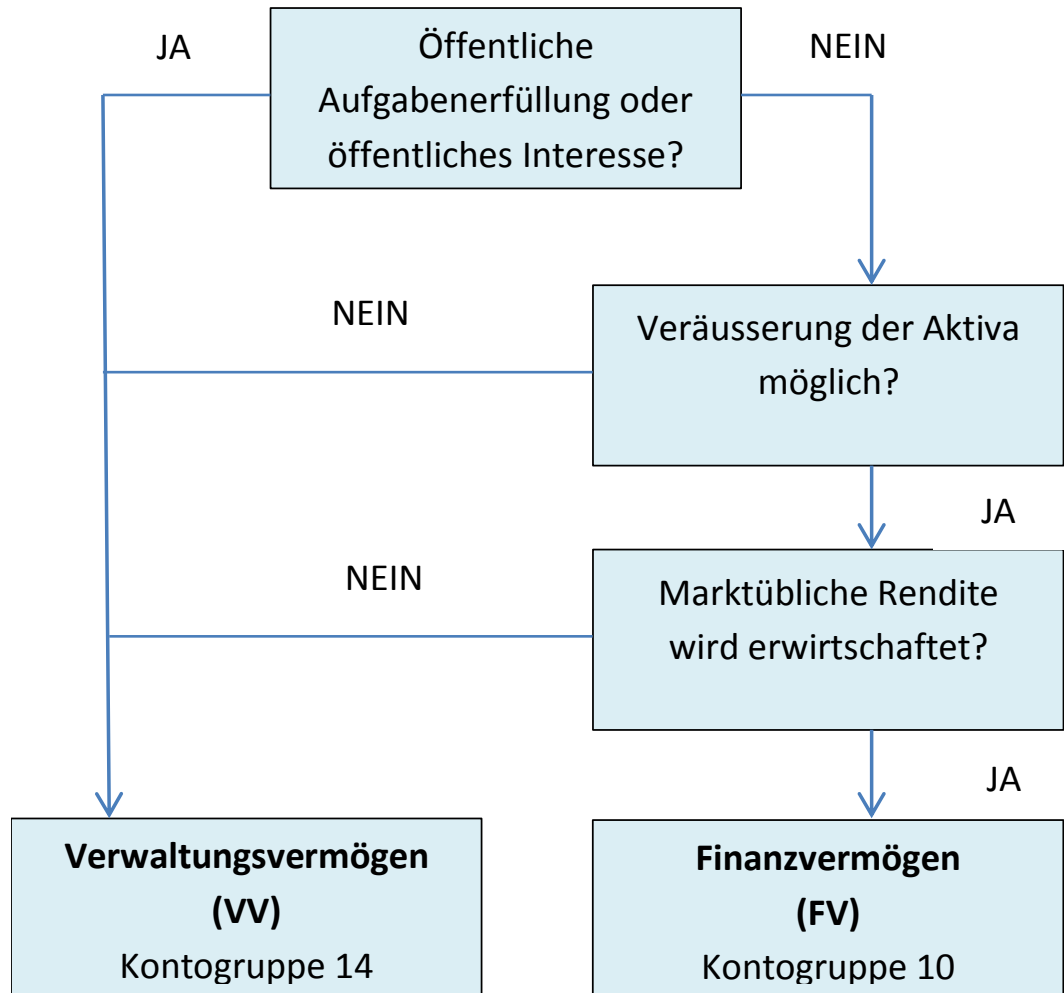 JA
Öffentliche
Aufgabenerfüllung oder
öffentliches Interesse?
NEIN
NEIN
Veräusserung der Aktiva
möglich?
JA
NEIN
Marktübliche Rendite
wird erwirtschaftet?
JA
Verwaltungsvermögen
(VV)
Kontogruppe 14
Finanzvermögen
(FV)
Kontogruppe 10